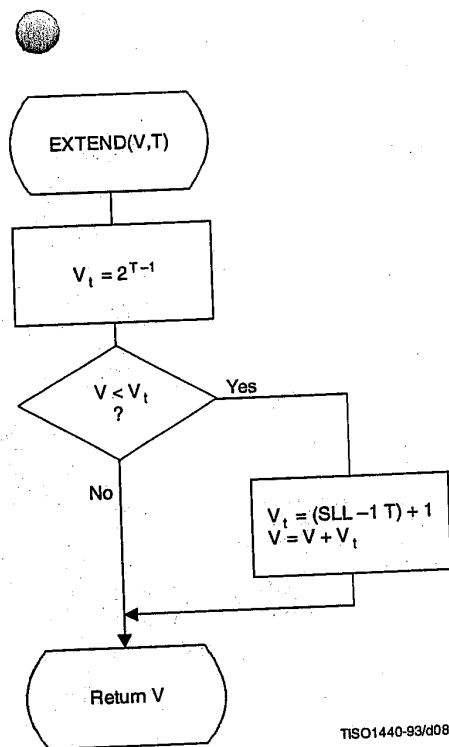 EXTEND(V,T)
V_t = 2^{T−1}
V < V_t
?
Yes
No
V_t = (SLL −1 T) + 1
V = V + V_t
Return V
TISO1440-93/d08